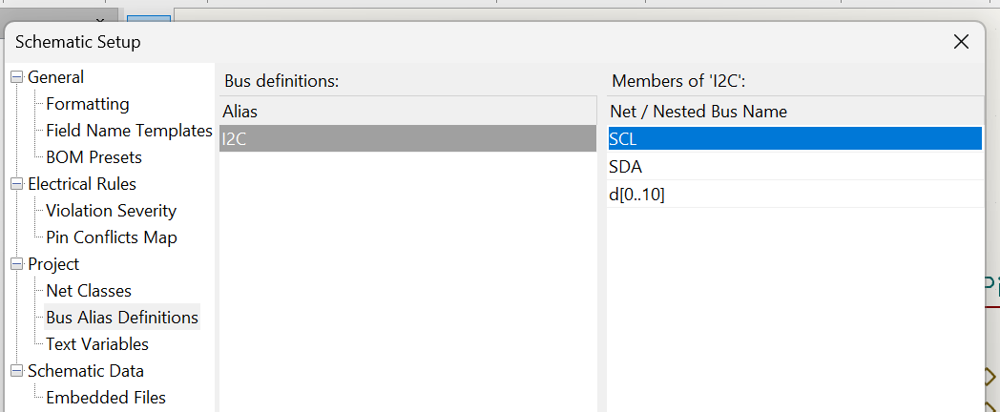 Schematic Setup
General
Formatting
Field Name Templates
BOM Presets
Electrical Rules
Violation Severity
Pin Conflicts Map
Project
Net Classes
Bus Alias Definitions
Text Variables
Schematic Data
Embedded Files
Bus definitions:
Alias
I2C
Members of 'I2C':
Net / Nested Bus Name
SCL
SDA
d[0..10]